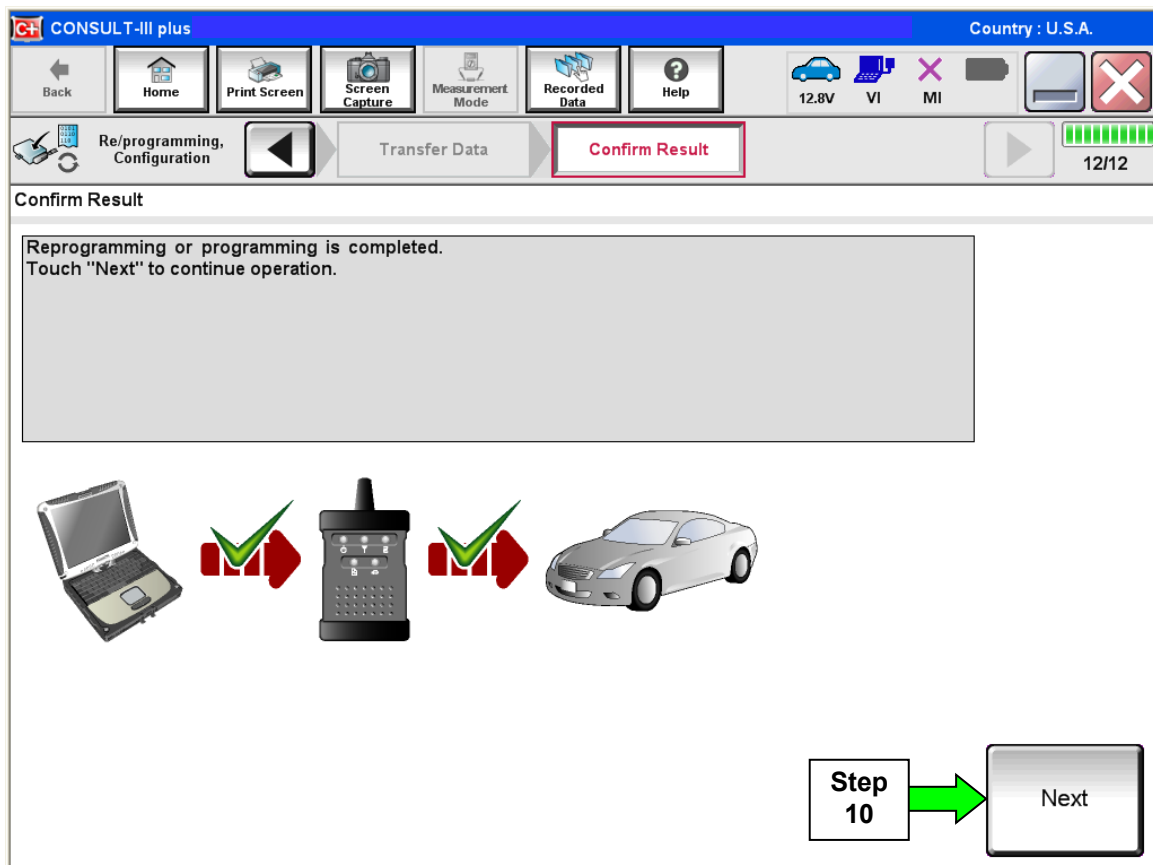 C+ CONSULT-III plus Country : U.S.A.
Back
Home
Print Screen
Screen
Capture
Measurement
Mode
Recorded
Data
Help
12.8V VI MI
Re/programming,
Configuration
Transfer Data
Confirm Result
12/12
Confirm Result
Reprogramming or programming is completed.
Touch "Next" to continue operation.
Step
10
Next